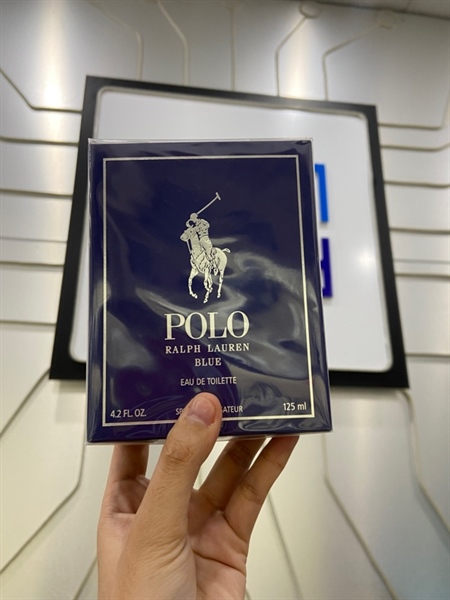 POLO
RALPH LAUREN
BLUE
EAU DE TOILETTE
4.2 FL. OZ.
125 ml